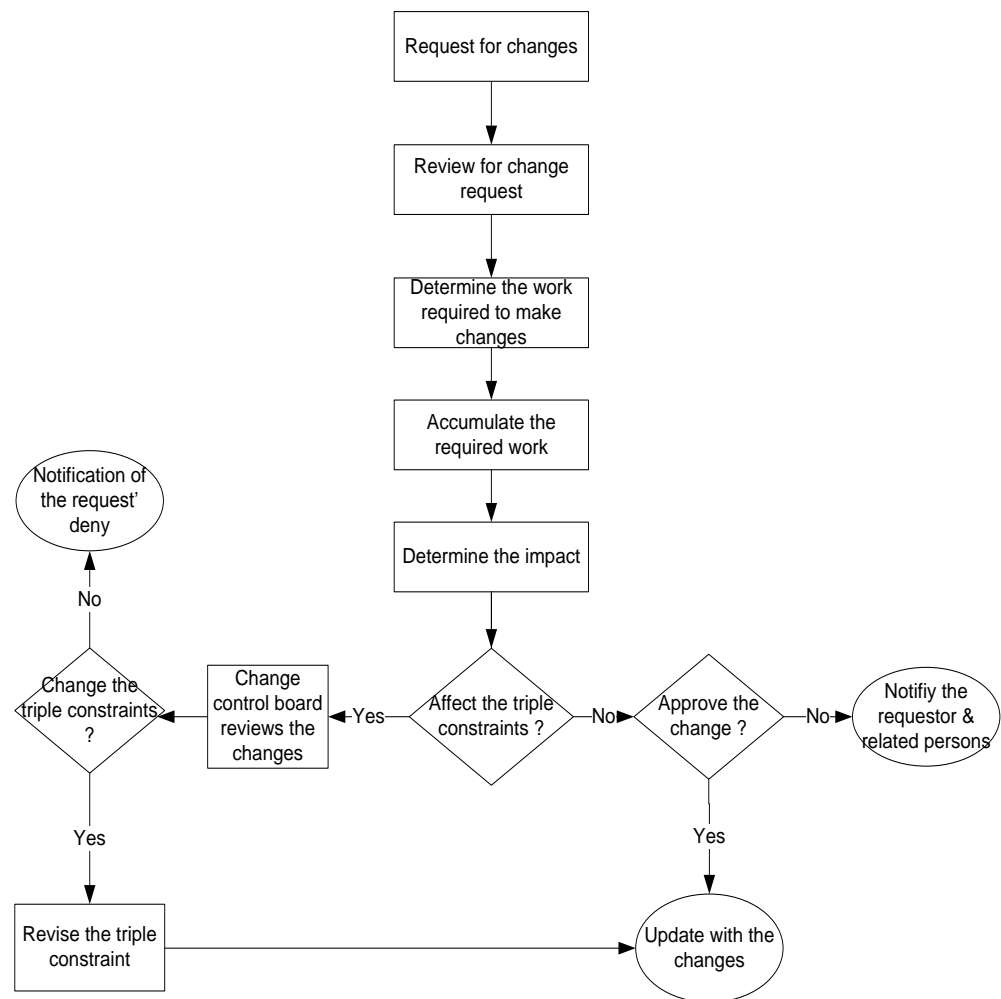 Request for changes
Review for change
request
Determine the work
required to make
changes
Accumulate the
required work
Notification of
the request'
deny
Determine the impact
No
Change the
triple constraints
?
Change
control board
reviews the
changes
Yes
Affect the triple
constraints ?
No
Approve the
change ?
No
Notifiy the
requestor &
related persons
Yes
Yes
Revise the triple
constraint
Update with the
changes